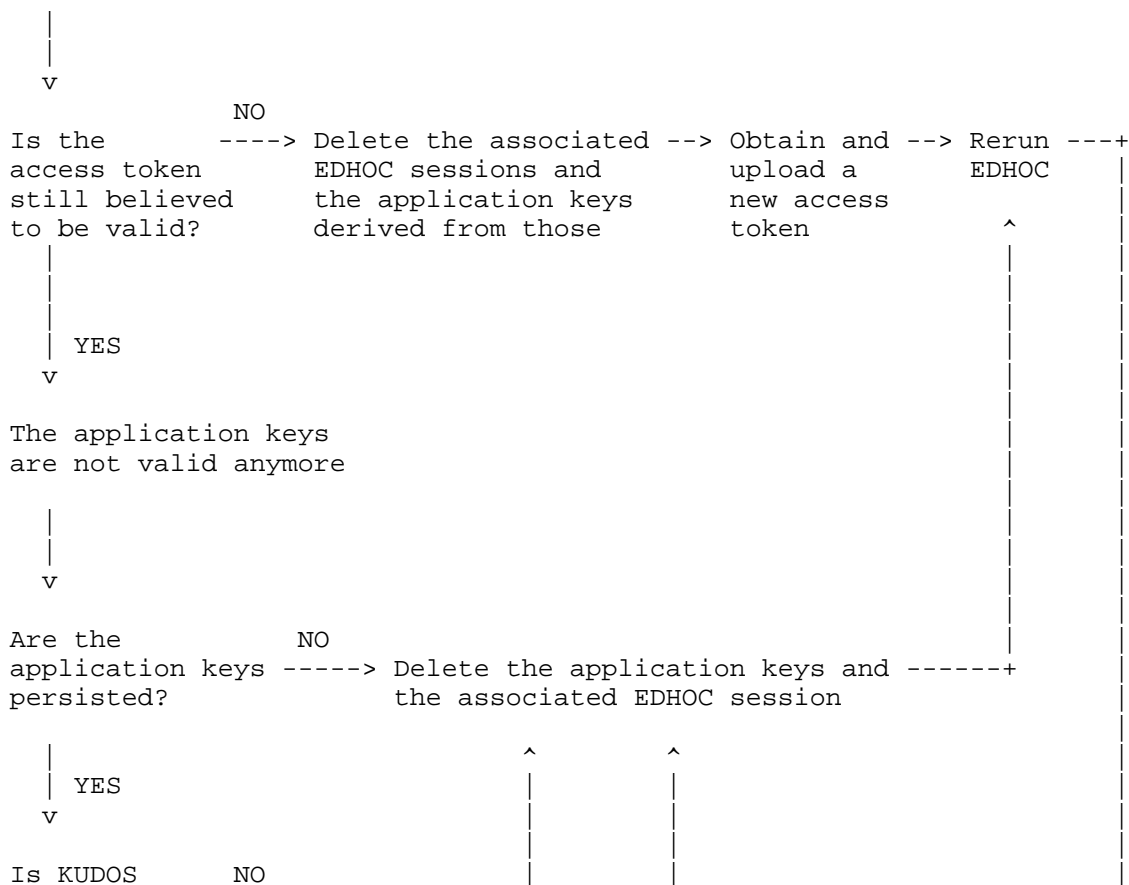 NO
Is the ----> Delete the associated --> Obtain and --> Rerun ---+
access token EDHOC sessions and upload a EDHOC |
still believed the application keys new access |
to be valid? derived from those token ^ |
| YES
v
The application keys
are not valid anymore
v
Are the NO
application keys -----> Delete the application keys and ------+
persisted? the associated EDHOC session
| YES
v
Is KUDOS NO